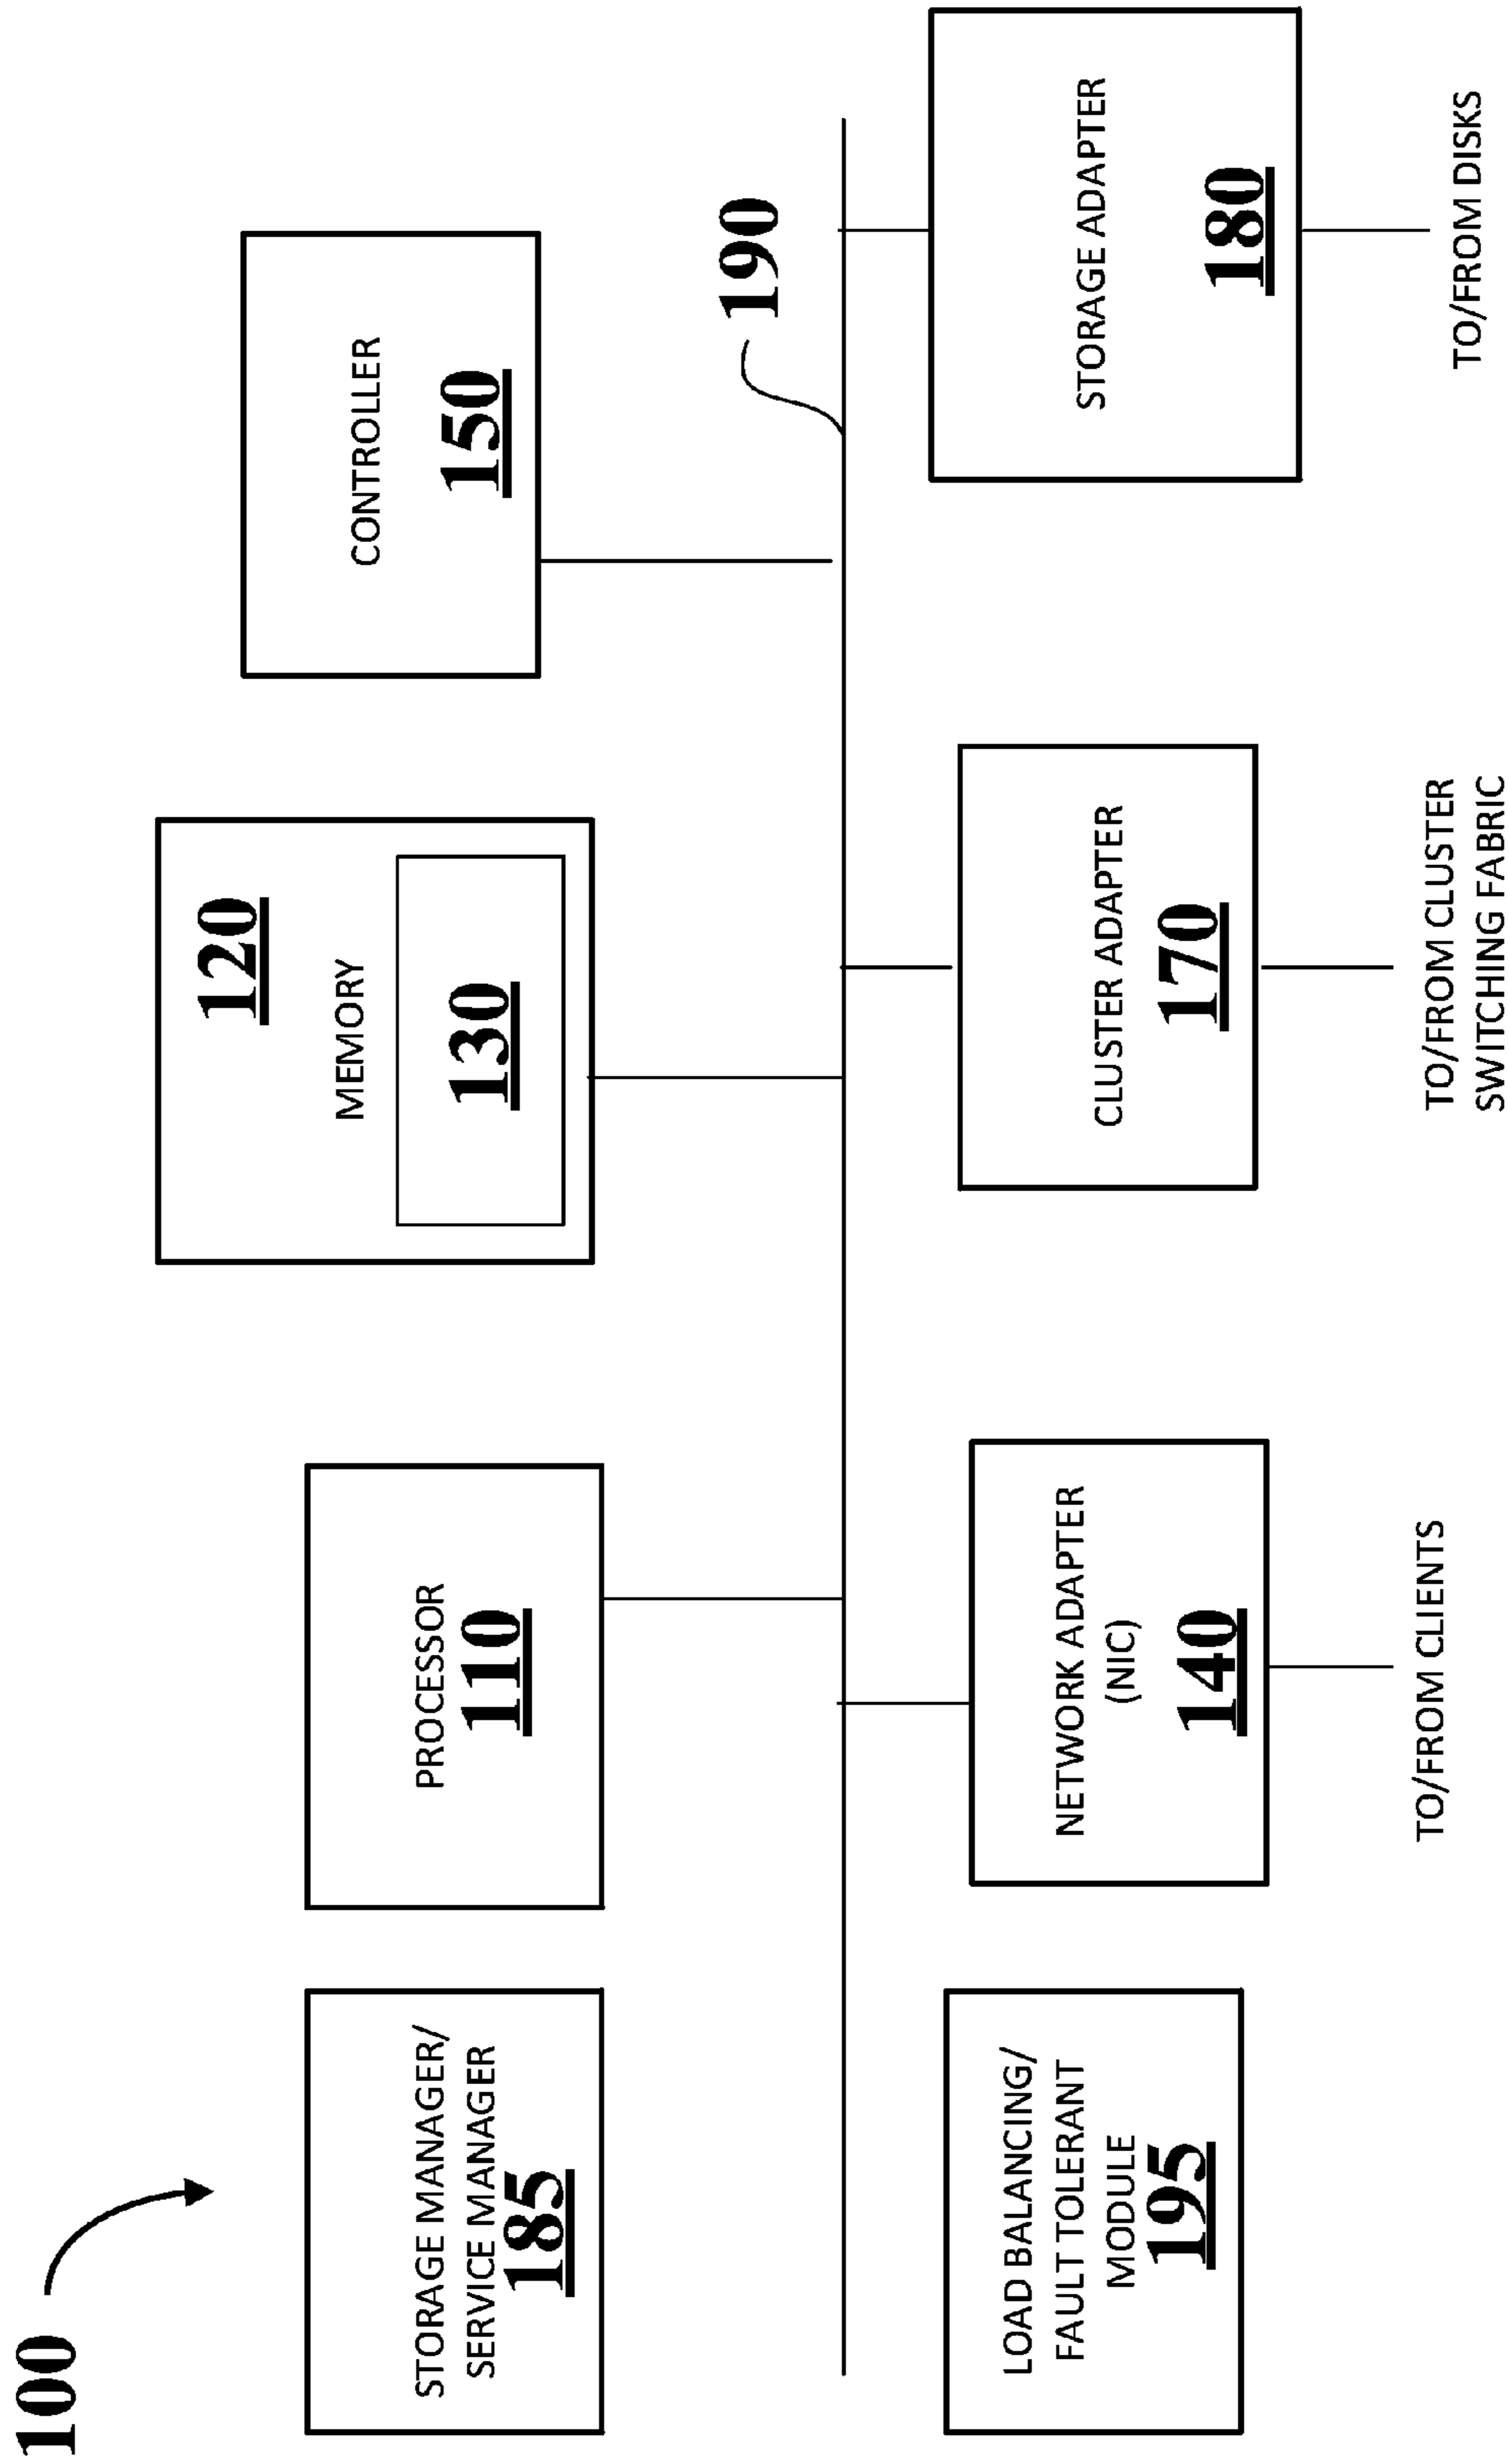 100
STORAGE MANAGER/
SERVICE MANAGER
185
PROCESSOR
110
120
MEMORY
130
CONTROLLER
150
190
LOAD BALANCING/
FAULT TOLERANT
MODULE
195
NETWORK ADAPTER
(NIC)
140
CLUSTER ADAPTER
170
STORAGE ADAPTER
180
TO/FROM CLIENTS
TO/FROM CLUSTER
SWITCHING FABRIC
TO/FROM DISKS